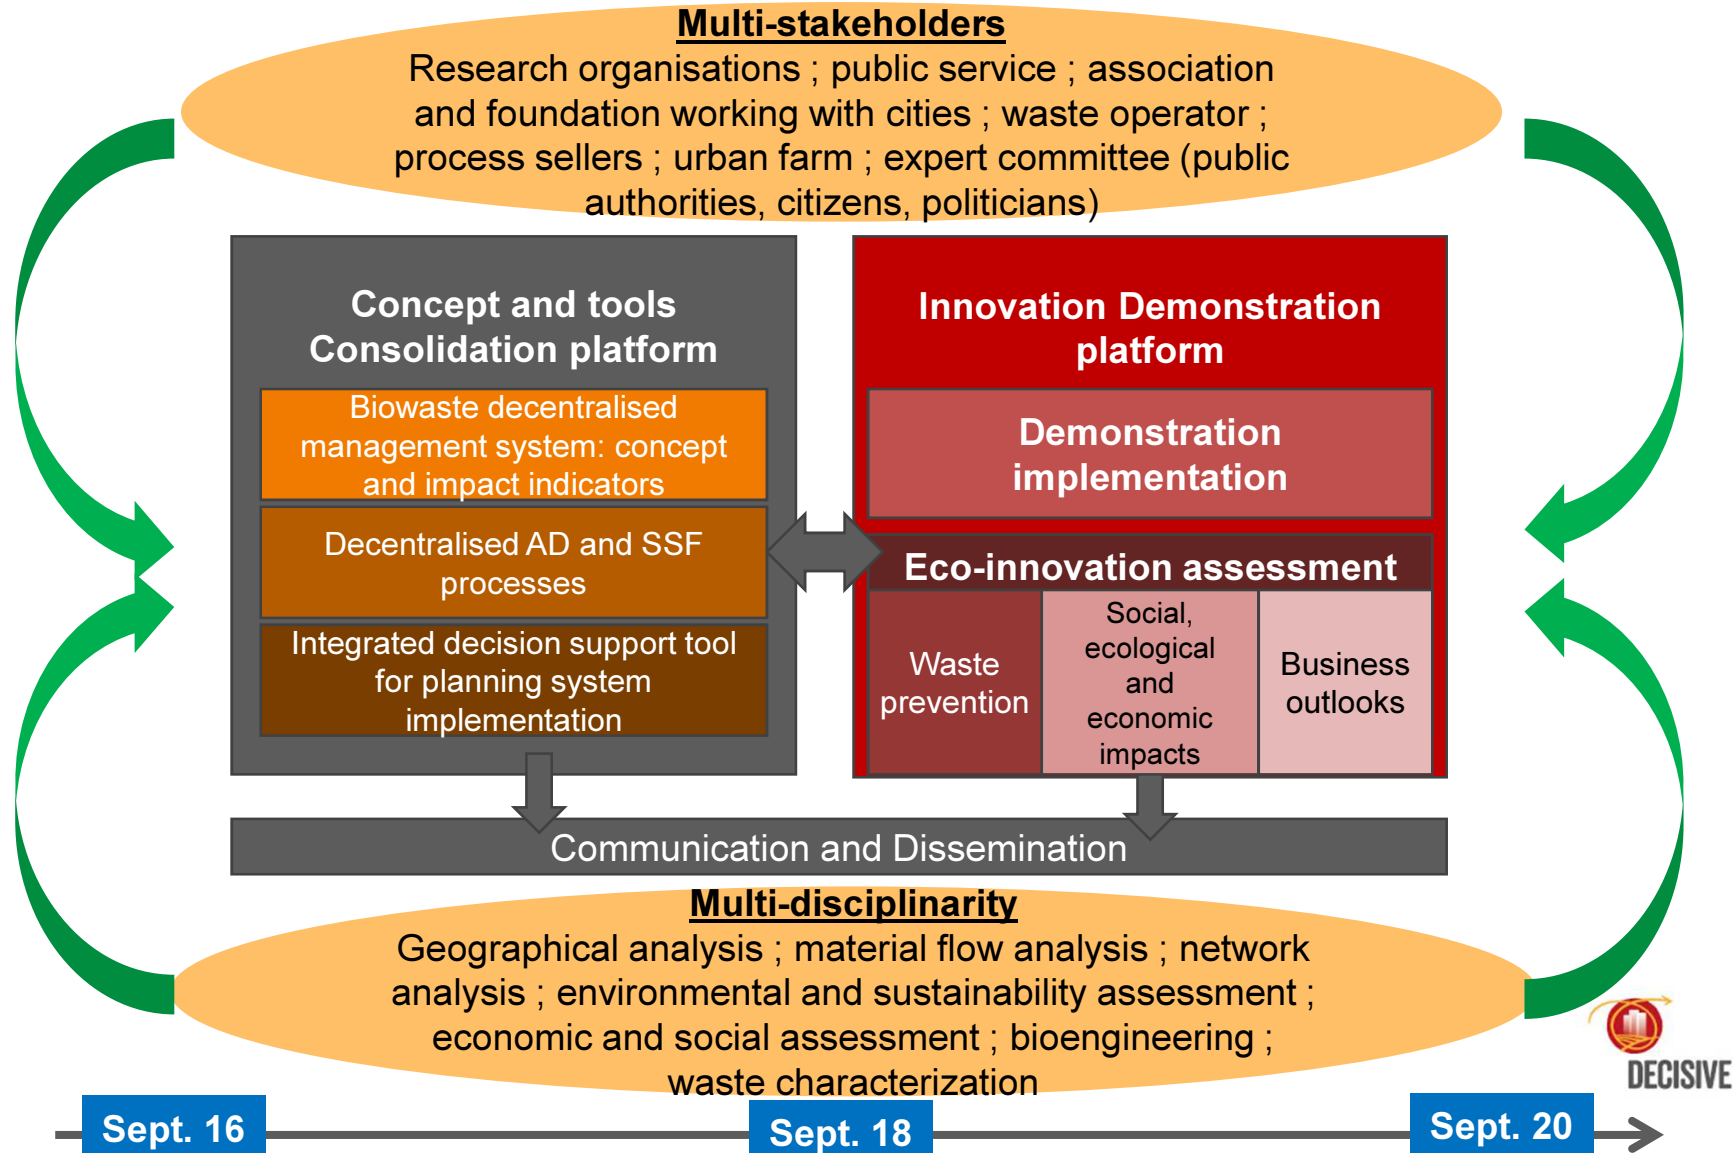 Multi-stakeholders
Research organisations ; public service ; association
and foundation working with cities ; waste operator ;
process sellers ; urban farm ; expert committee (public
authorities, citizens, politicians)
Concept and tools
Consolidation platform
Biowaste decentralised
management system: concept
and impact indicators
Decentralised AD and SSF
processes
Integrated decision support tool
for planning system
implementation
Innovation Demonstration
platform
Demonstration
implementation
Eco-innovation assessment
Waste
prevention
Social,
ecological
and
economic
impacts
Business
outlooks
Communication and Dissemination
Multi-disciplinarity
Geographical analysis ; material flow analysis ; network
analysis ; environmental and sustainability assessment ;
economic and social assessment ; bioengineering ;
waste characterization
DECISIVE
Sept. 16
Sept. 18
Sept. 20